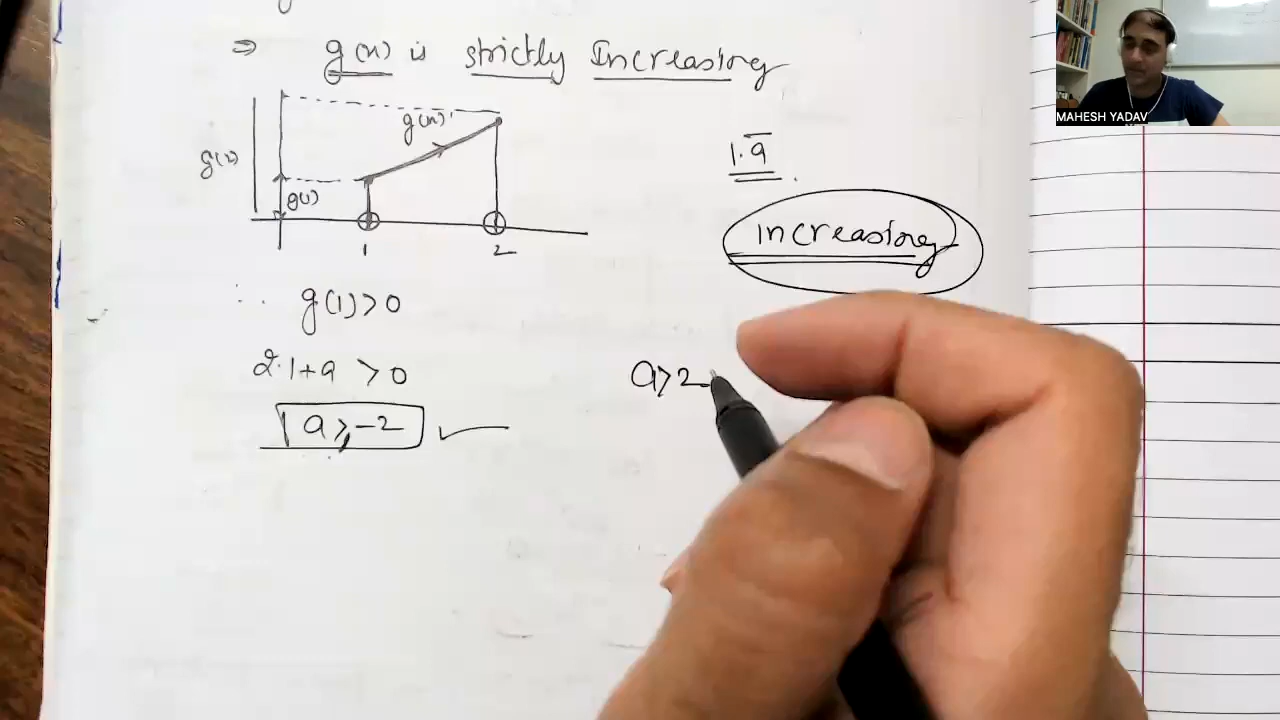 ⇒ g(x) is strictly Increasing
g(x)
g(2)
g(1)
1 2
∴ g(1) > 0
2·1+a > 0
a ≥ -2
1.9
increasing
a > 2
MAHESH YADAV